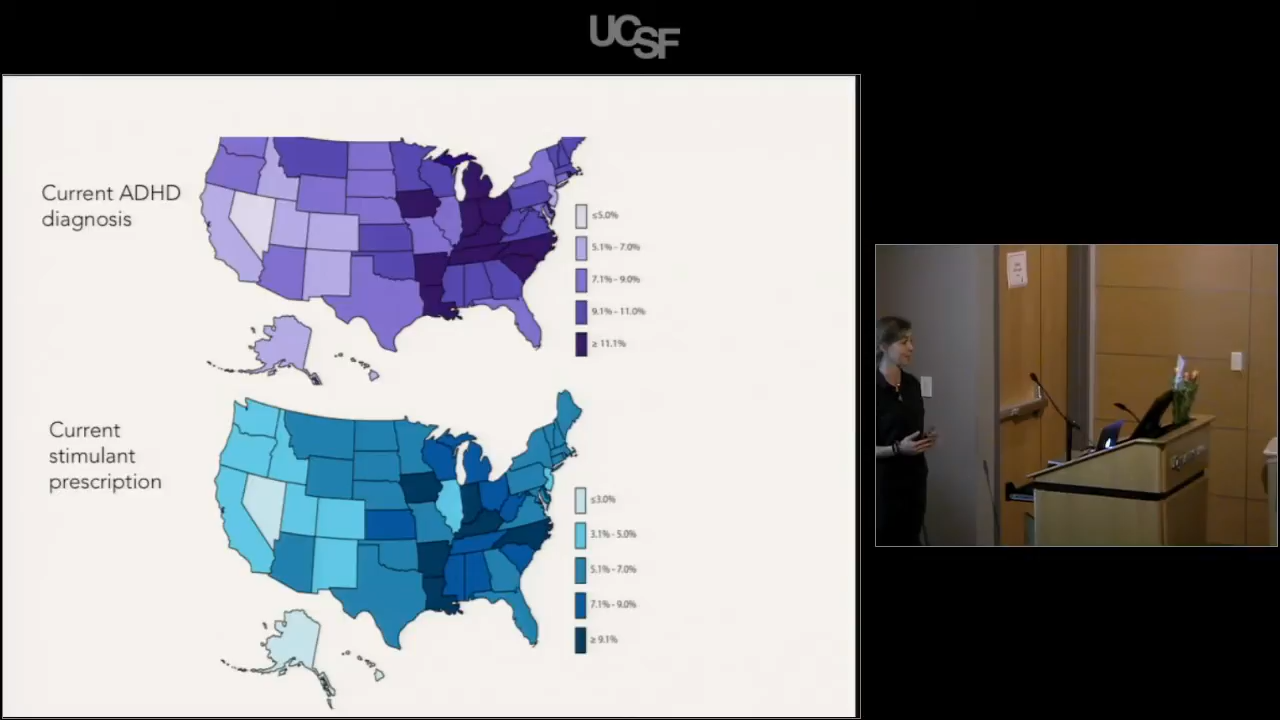 UCSF
Current ADHD
diagnosis
≤5.0%
5.1% - 7.0%
7.1% - 9.0%
9.1% - 11.0%
≥ 11.1%
Current
stimulant
prescription
≤3.0%
3.1% - 5.0%
5.1% - 7.0%
7.1% - 9.0%
≥ 9.1%